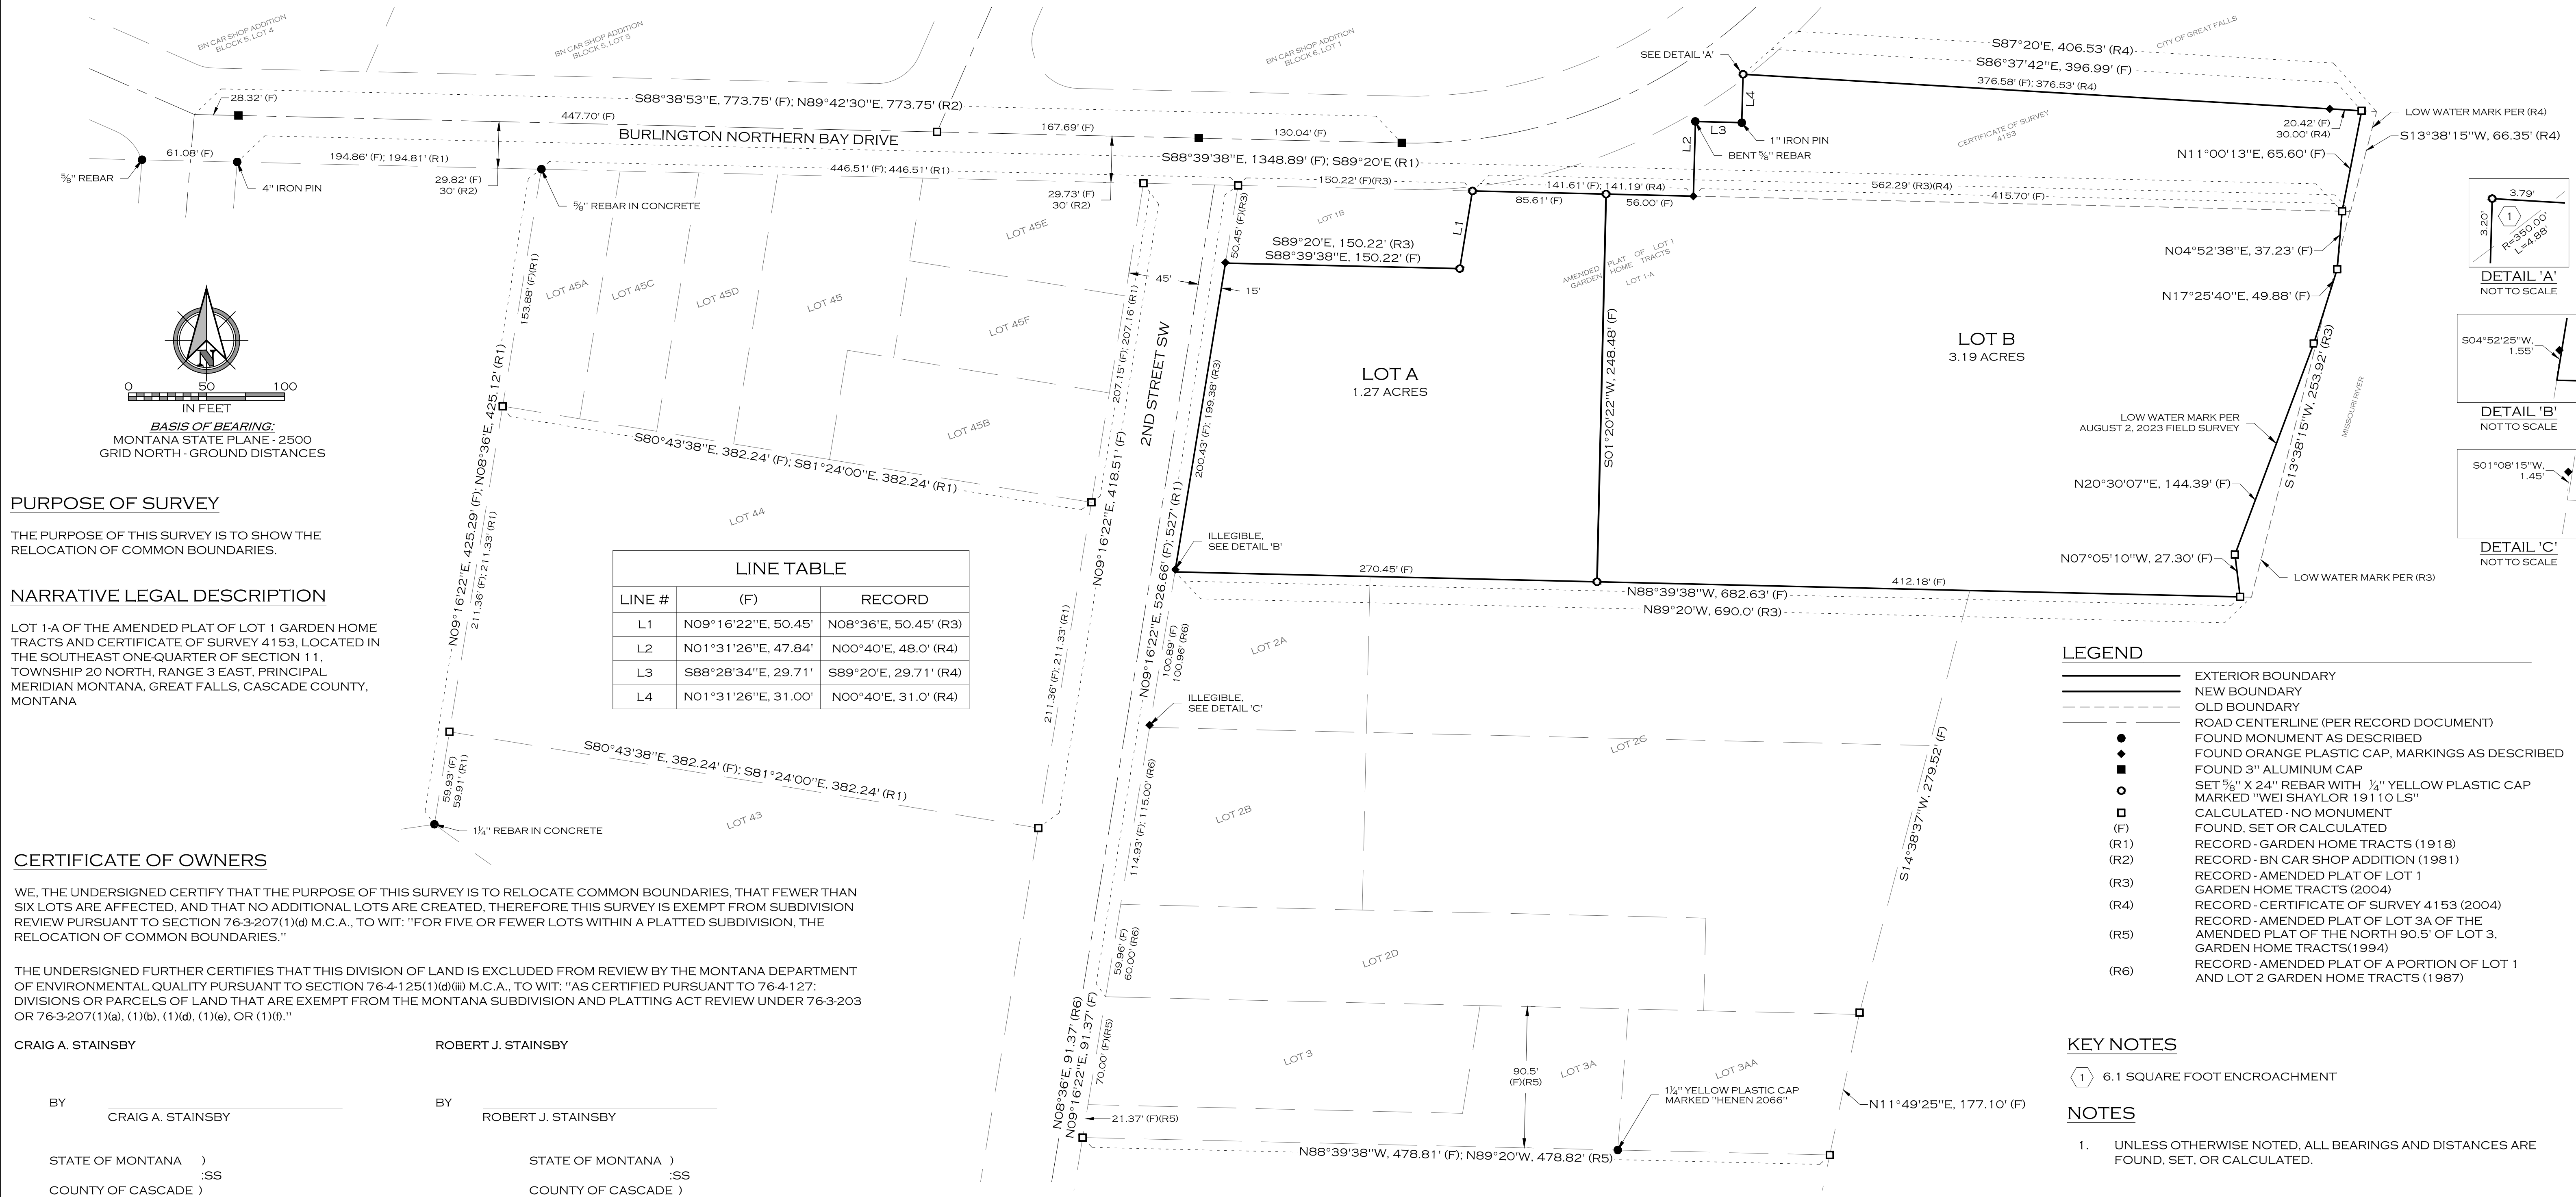 BN CAR SHOP ADDITION
BLOCK 5, LOT 4
BN CAR SHOP ADDITION
BLOCK 5, LOT 5
BN CAR SHOP ADDITION
BLOCK 6, LOT 1
CITY OF GREAT FALLS
SEE DETAIL 'A'
S87°20'E, 406.53' (R4)
S86°37'42"E, 396.99' (F)
376.58' (F); 376.53' (R4)
28.32' (F)
S88°38'53"E, 773.75' (F); N89°42'30"E, 773.75' (R2)
447.70' (F)
BURLINGTON NORTHERN BAY DRIVE
167.69' (F)
130.04' (F)
L4
L3
L2
1" IRON PIN
BENT ⅝" REBAR
CERTIFICATE OF SURVEY
4153
LOW WATER MARK PER (R4)
20.42' (F)
30.00' (R4)
S13°38'15"W, 66.35' (R4)
N11°00'13"E, 65.60' (F)
61.08' (F)
194.86' (F); 194.81' (R1)
⅝" REBAR
4" IRON PIN
29.82' (F)
30' (R2)
⅝" REBAR IN CONCRETE
446.51' (F); 446.51' (R1)
S88°39'38"E, 1348.89' (F); S89°20'E (R1)
29.73' (F)
30' (R2)
150.22' (F)(R3)
141.61' (F); 141.19' (R4)
85.61' (F)
56.00' (F)
562.29' (R3)(R4)
415.70' (F)
LOT 1B
L1
50.45' (F)(R3)
S89°20'E, 150.22' (R3)
S88°39'38"E, 150.22' (F)
AMENDED PLAT OF LOT 1
GARDEN HOME TRACTS
LOT 1-A
N04°52'38"E, 37.23' (F)
N17°25'40"E, 49.88' (F)
3.79'
3.20'
1
R=350.00'
L=4.88'
DETAIL 'A'
NOT TO SCALE
S04°52'25"W,
1.55'
DETAIL 'B'
NOT TO SCALE
S01°08'15"W,
1.45'
DETAIL 'C'
NOT TO SCALE
LOT 45A
LOT 45C
LOT 45D
LOT 45
LOT 45E
LOT 45F
LOT 45B
153.88' (F)(R1)
45'
15'
207.15' (F); 207.16' (R1)
2ND STREET SW
200.43' (F); 199.38' (R3)
LOT A
1.27 ACRES
S01°20'22"W, 248.48' (F)
LOT B
3.19 ACRES
S13°38'15"W, 253.92' (R3)
MISSOURI RIVER
LOW WATER MARK PER
AUGUST 2, 2023 FIELD SURVEY
N20°30'07"E, 144.39' (F)
N07°05'10"W, 27.30' (F)
LOW WATER MARK PER (R3)
N
0 50 100
IN FEET
BASIS OF BEARING:
MONTANA STATE PLANE - 2500
GRID NORTH - GROUND DISTANCES
N09°16'22"E, 425.29' (F); N08°36'E, 425.12' (R1)
211.36' (F); 211.33' (R1)
S80°43'38"E, 382.24' (F); S81°24'00"E, 382.24' (R1)
LOT 44
N09°16'22"E, 418.51' (F)
211.36' (F); 211.33' (R1)
N09°16'22"E, 526.66' (F); 527' (R1)
ILLEGIBLE,
SEE DETAIL 'B'
270.45' (F)
412.18' (F)
N88°39'38"W, 682.63' (F)
N89°20'W, 690.0' (R3)
PURPOSE OF SURVEY
THE PURPOSE OF THIS SURVEY IS TO SHOW THE
RELOCATION OF COMMON BOUNDARIES.
NARRATIVE LEGAL DESCRIPTION
LOT 1-A OF THE AMENDED PLAT OF LOT 1 GARDEN HOME
TRACTS AND CERTIFICATE OF SURVEY 4153, LOCATED IN
THE SOUTHEAST ONE-QUARTER OF SECTION 11,
TOWNSHIP 20 NORTH, RANGE 3 EAST, PRINCIPAL
MERIDIAN MONTANA, GREAT FALLS, CASCADE COUNTY,
MONTANA
LINE TABLE
LINE # (F) RECORD
L1 N09°16'22"E, 50.45' N08°36'E, 50.45' (R3)
L2 N01°31'26"E, 47.84' N00°40'E, 48.0' (R4)
L3 S88°28'34"E, 29.71' S89°20'E, 29.71' (R4)
L4 N01°31'26"E, 31.00' N00°40'E, 31.0' (R4)
100.89' (F)
100.96' (R6)
LOT 2A
ILLEGIBLE,
SEE DETAIL 'C'
LOT 2C
S14°38'37"W, 279.52' (F)
S80°43'38"E, 382.24' (F); S81°24'00"E, 382.24' (R1)
59.93' (F)
59.91' (R1)
LOT 43
1¼" REBAR IN CONCRETE
114.93' (F); 115.00' (R6)
LOT 2B
59.96' (F)
60.00' (R6)
LOT 2D
N08°36'E, 91.37' (R6)
N09°16'22"E, 91.37' (F)
70.00' (F)(R5)
21.37' (F)(R5)
LOT 3
90.5'
(F)(R5)
LOT 3A
LOT 3AA
1¼" YELLOW PLASTIC CAP
MARKED "HENEN 2066"
N11°49'25"E, 177.10' (F)
N88°39'38"W, 478.81' (F); N89°20'W, 478.82' (R5)
LEGEND
EXTERIOR BOUNDARY
NEW BOUNDARY
OLD BOUNDARY
ROAD CENTERLINE (PER RECORD DOCUMENT)
FOUND MONUMENT AS DESCRIBED
FOUND ORANGE PLASTIC CAP, MARKINGS AS DESCRIBED
FOUND 3" ALUMINUM CAP
SET ⅝" X 24" REBAR WITH ¼" YELLOW PLASTIC CAP
MARKED "WEI SHAYLOR 19110 LS"
CALCULATED - NO MONUMENT
(F) FOUND, SET OR CALCULATED
(R1) RECORD - GARDEN HOME TRACTS (1918)
(R2) RECORD - BN CAR SHOP ADDITION (1981)
(R3) RECORD - AMENDED PLAT OF LOT 1
GARDEN HOME TRACTS (2004)
(R4) RECORD - CERTIFICATE OF SURVEY 4153 (2004)
RECORD - AMENDED PLAT OF LOT 3A OF THE
(R5) AMENDED PLAT OF THE NORTH 90.5' OF LOT 3,
GARDEN HOME TRACTS(1994)
(R6) RECORD - AMENDED PLAT OF A PORTION OF LOT 1
AND LOT 2 GARDEN HOME TRACTS (1987)
KEY NOTES
1 6.1 SQUARE FOOT ENCROACHMENT
NOTES
1. UNLESS OTHERWISE NOTED, ALL BEARINGS AND DISTANCES ARE
FOUND, SET, OR CALCULATED.
CERTIFICATE OF OWNERS
WE, THE UNDERSIGNED CERTIFY THAT THE PURPOSE OF THIS SURVEY IS TO RELOCATE COMMON BOUNDARIES, THAT FEWER THAN
SIX LOTS ARE AFFECTED, AND THAT NO ADDITIONAL LOTS ARE CREATED, THEREFORE THIS SURVEY IS EXEMPT FROM SUBDIVISION
REVIEW PURSUANT TO SECTION 76-3-207(1)(d) M.C.A., TO WIT: "FOR FIVE OR FEWER LOTS WITHIN A PLATTED SUBDIVISION, THE
RELOCATION OF COMMON BOUNDARIES."
THE UNDERSIGNED FURTHER CERTIFIES THAT THIS DIVISION OF LAND IS EXCLUDED FROM REVIEW BY THE MONTANA DEPARTMENT
OF ENVIRONMENTAL QUALITY PURSUANT TO SECTION 76-4-125(1)(d)(iii) M.C.A., TO WIT: "AS CERTIFIED PURSUANT TO 76-4-127:
DIVISIONS OR PARCELS OF LAND THAT ARE EXEMPT FROM THE MONTANA SUBDIVISION AND PLATTING ACT REVIEW UNDER 76-3-203
OR 76-3-207(1)(a), (1)(b), (1)(d), (1)(e), OR (1)(f)."
CRAIG A. STAINSBY ROBERT J. STAINSBY
BY BY
CRAIG A. STAINSBY ROBERT J. STAINSBY
STATE OF MONTANA ) STATE OF MONTANA )
:SS :SS
COUNTY OF CASCADE ) COUNTY OF CASCADE )